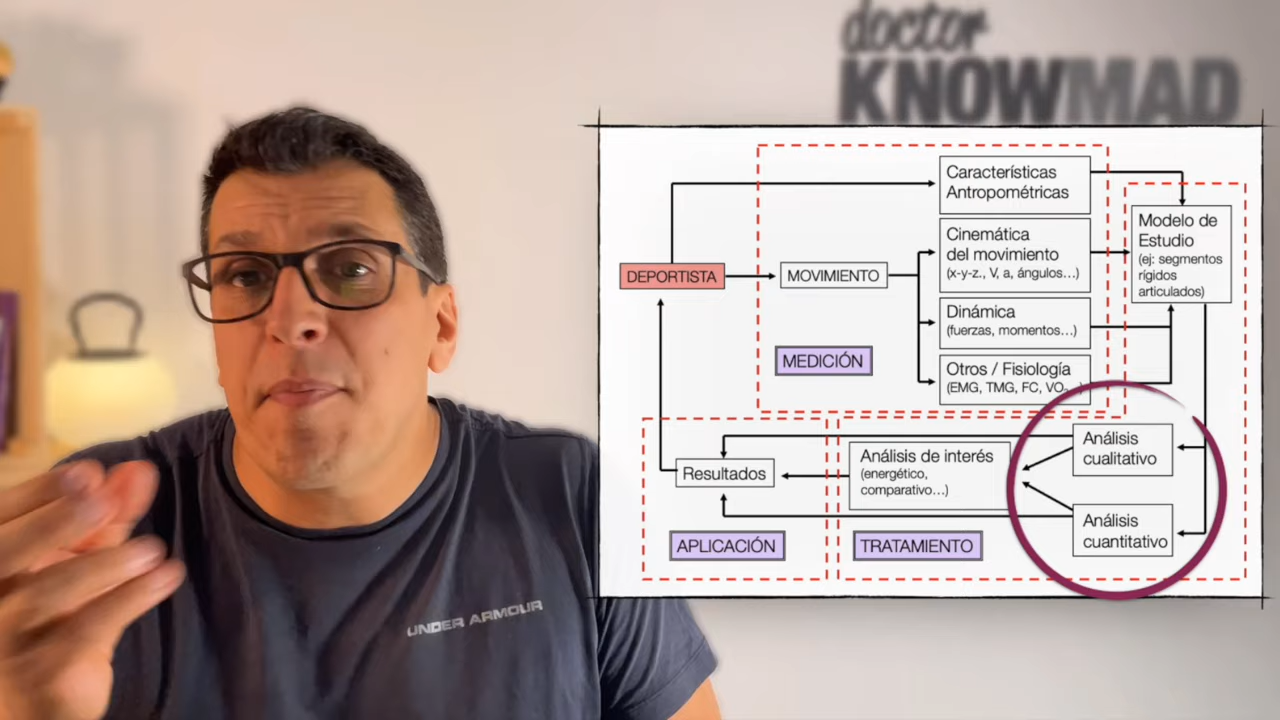 doctor
KNOWMAD
Características
Antropométricas
Cinemática
del movimiento
(x-y-z., V, a, ángulos…)
Modelo de
Estudio
(ej: segmentos
rígidos
articulados)
DEPORTISTA
MOVIMIENTO
Dinámica
(fuerzas, momentos…)
MEDICIÓN
Otros / Fisiología
(EMG, TMG, FC,
Análisis
cualitativo
Análisis de interés
(energético,
comparativo…)
Resultados
Análisis
cuantitativo
APLICACIÓN
TRATAMIENTO
UNDER ARMOUR